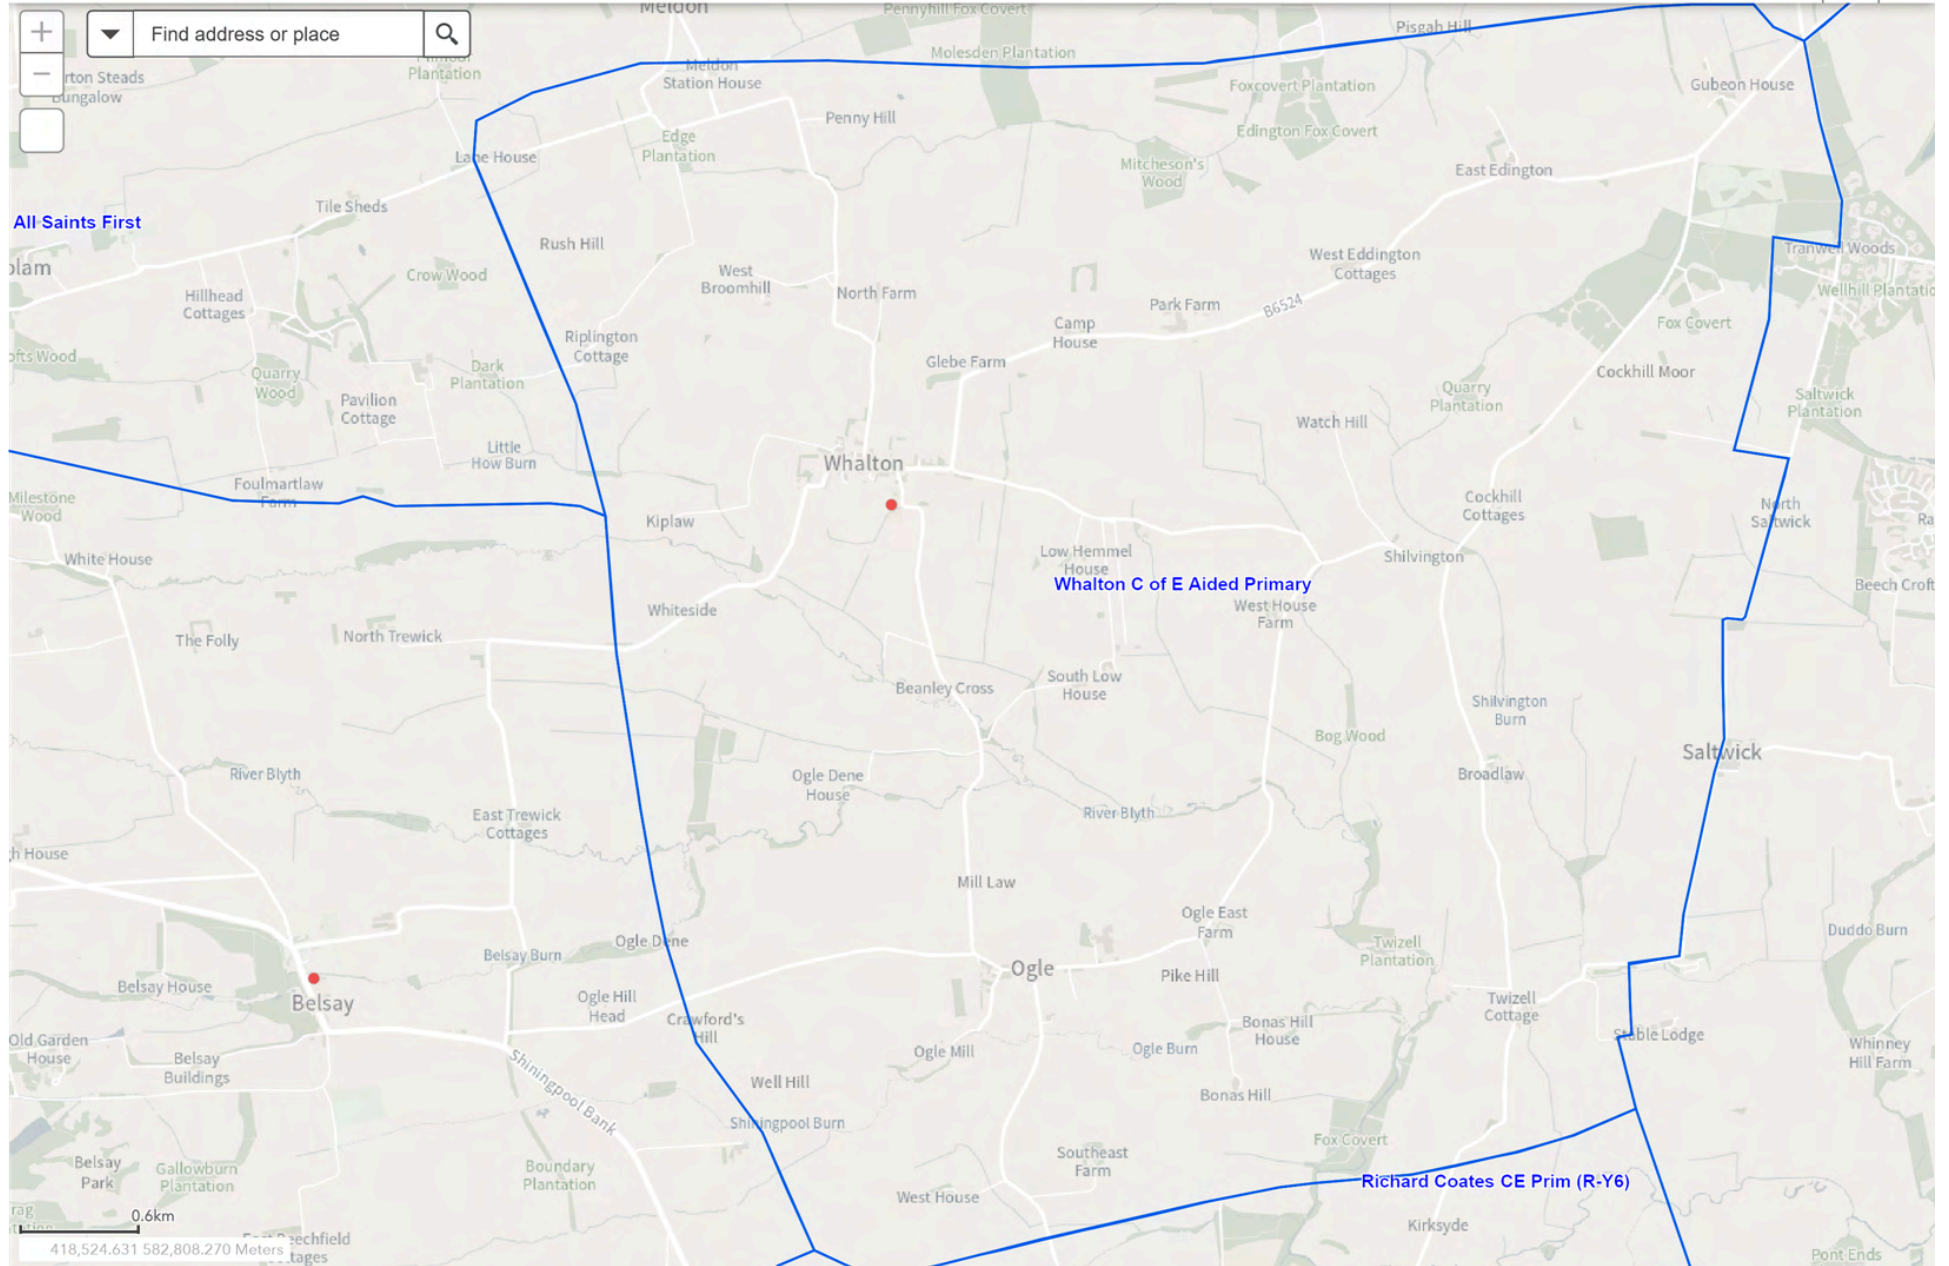 Meldon
Pennyhill Fox Covert
Pisgah Hill
Find address or place
Molesden Plantation
Plantation
Meldon
Station House
Foxcovert Plantation
Gubeon House
Bungalow
Penny Hill
Edge
Plantation
Edington Fox Covert
Lane House
Mitcheson's
Wood
East Edington
Tile Sheds
All Saints First
Rush Hill
Tranwell Woods
Crow Wood
West
Broomhill
North Farm
West Eddington
Cottages
Hillhead
Cottages
Park Farm
B6524
Wellhill Plantatio
Riplington
Cottage
Camp
House
Fox Covert
Quarry
Wood
Dark
Plantation
Glebe Farm
Cockhill Moor
Pavilion
Cottage
Quarry
Plantation
Saltwick
Plantation
Watch Hill
Little
How Burn
Whalton
Foulmartlaw
Farm
Milestone
Wood
Kiplaw
Cockhill
Cottages
North
Saltwick
White House
Low Hemmel
House
Shilvington
Whalton C of E Aided Primary
Beech Croft
Whiteside
West House
Farm
The Folly
North Trewick
Beanley Cross
South Low
House
Shilvington
Burn
Bog Wood
Saltwick
River Blyth
Ogle Dene
House
Broadlaw
East Trewick
Cottages
River Blyth
Mill Law
Ogle East
Farm
Belsay Burn
Ogle Dene
Twizell
Plantation
Duddo Burn
Ogle
Pike Hill
Belsay House
Belsay
Ogle Hill
Head
Crawford's
Hill
Twizell
Cottage
Old Garden
House
Belsay
Buildings
Shiningpool Bank
Ogle Mill
Ogle Burn
Bonas Hill
House
Stable Lodge
Whinney
Hill Farm
Well Hill
Bonas Hill
Shiningpool Burn
Fox Covert
Belsay
Park
Gallowburn
Plantation
Boundary
Plantation
Southeast
Farm
Richard Coates CE Prim (R-Y6)
West House
0.6km
Kirksyde
418,524.631 582,808.270 Meters
Pont Ends